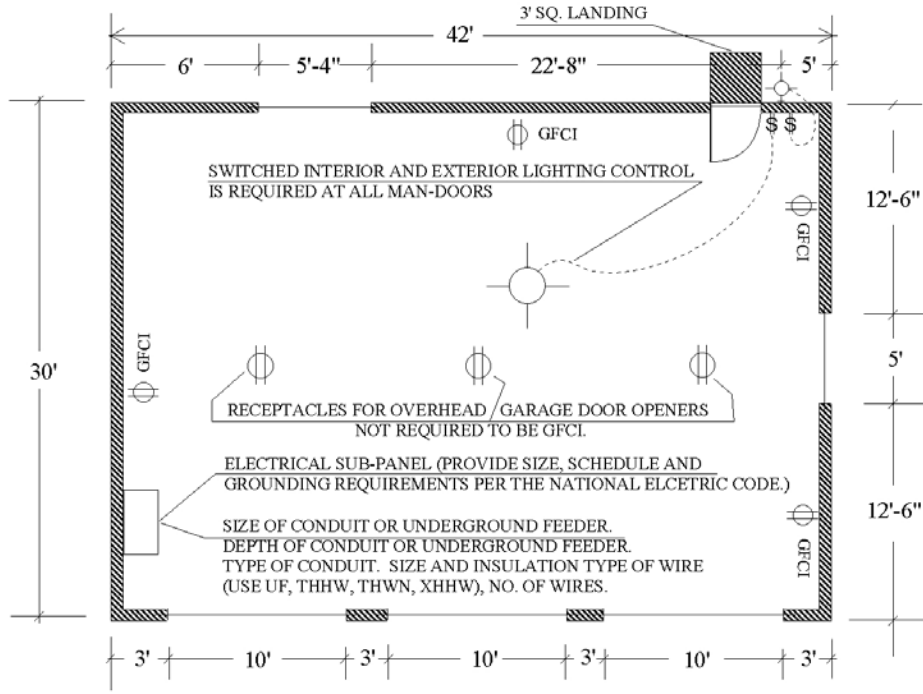 3' SQ. LANDING
42'
6'
5'-4"
22'-8"
5'
GFCI
$ $
SWITCHED INTERIOR AND EXTERIOR LIGHTING CONTROL
IS REQUIRED AT ALL MAN-DOORS
12'-6"
GFCI
30'
GFCI
5'
RECEPTACLES FOR OVERHEAD GARAGE DOOR OPENERS
NOT REQUIRED TO BE GFCI.
ELECTRICAL SUB-PANEL (PROVIDE SIZE, SCHEDULE AND
GROUNDING REQUIREMENTS PER THE NATIONAL ELCETRIC CODE.)
12'-6"
SIZE OF CONDUIT OR UNDERGROUND FEEDER.
DEPTH OF CONDUIT OR UNDERGROUND FEEDER.
GFCI
TYPE OF CONDUIT. SIZE AND INSULATION TYPE OF WIRE
(USE UF, THHW, THWN, XHHW), NO. OF WIRES.
3'
10'
3'
10'
3'
10'
3'